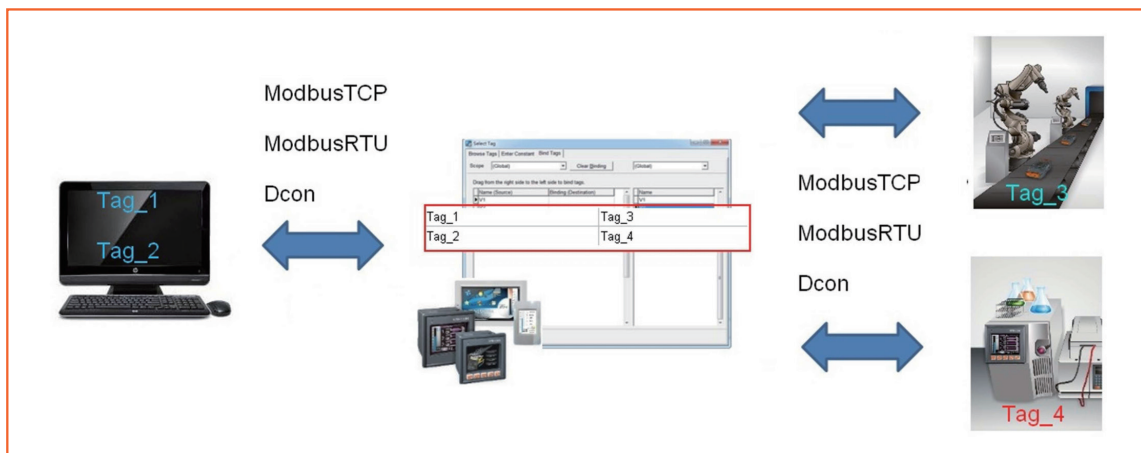 ModbusTCP
ModbusRTU
Dcon
Tag_1
Tag_2
Select Tag
Browse Tags Enter Constant Bind Tags
Scope (Global) Clear Binding (Global)
Drag from the right side to the left side to bind tags.
Name (Source) Binding (Destination) Name
V1 V1
Tag_1 Tag_3
Tag_2 Tag_4
ModbusTCP
ModbusRTU
Dcon
Tag_3
Tag_4